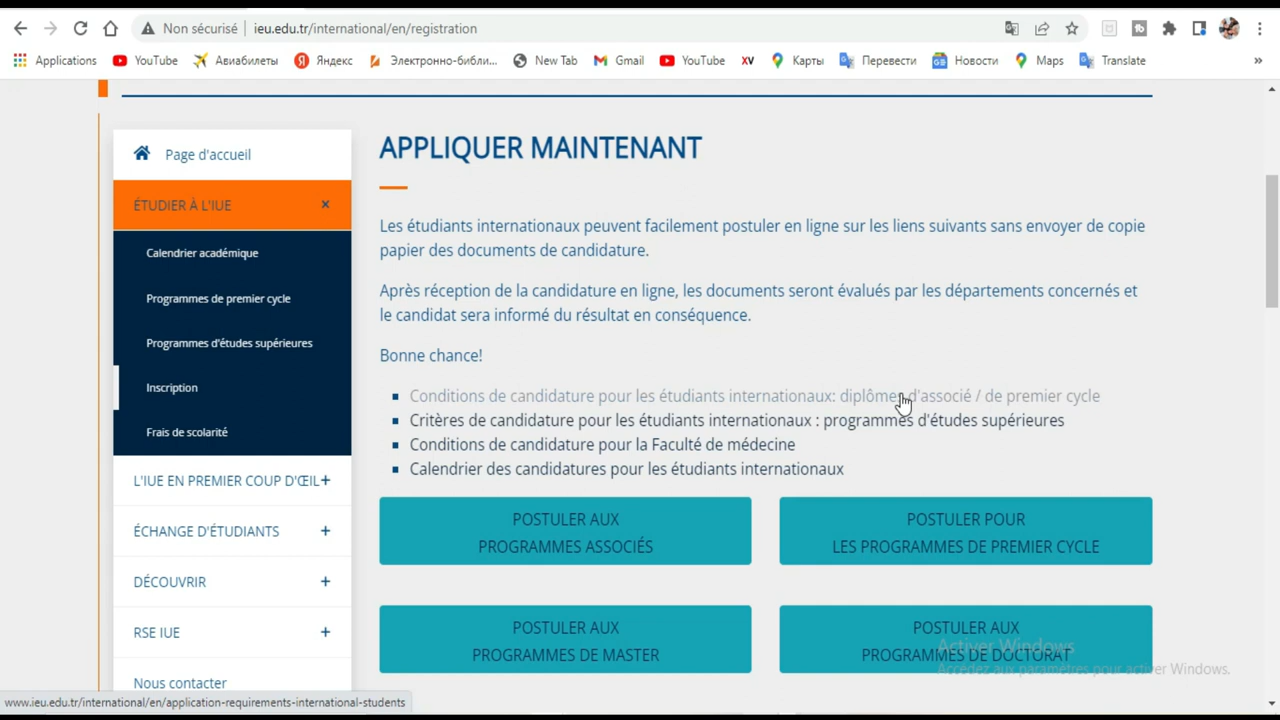 Non sécurisé ieu.edu.tr/international/en/registration
Applications YouTube Авиабилеты Яндекс Электронно-библи... New Tab Gmail YouTube XV Карты Перевести Новости Maps Translate »
Page d'accueil
ÉTUDIER À L'IUE ×
Calendrier académique
Programmes de premier cycle
Programmes d'études supérieures
Inscription
Frais de scolarité
L'IUE EN PREMIER COUP D'ŒIL +
ÉCHANGE D'ÉTUDIANTS +
DÉCOUVRIR +
RSE IUE +
Nous contacter
APPLIQUER MAINTENANT
Les étudiants internationaux peuvent facilement postuler en ligne sur les liens suivants sans envoyer de copie
papier des documents de candidature.
Après réception de la candidature en ligne, les documents seront évalués par les départements concernés et
le candidat sera informé du résultat en conséquence.
Bonne chance!
Conditions de candidature pour les étudiants internationaux: diplômes d'associé / de premier cycle
Critères de candidature pour les étudiants internationaux : programmes d'études supérieures
Conditions de candidature pour la Faculté de médecine
Calendrier des candidatures pour les étudiants internationaux
POSTULER AUX
PROGRAMMES ASSOCIÉS
POSTULER POUR
LES PROGRAMMES DE PREMIER CYCLE
POSTULER AUX
PROGRAMMES DE MASTER
POSTULER AUX
PROGRAMMES DE DOCTORAT
Activer Windows
Accédez aux paramètres pour activer Windows.
www.ieu.edu.tr/international/en/application-requirements-international-students